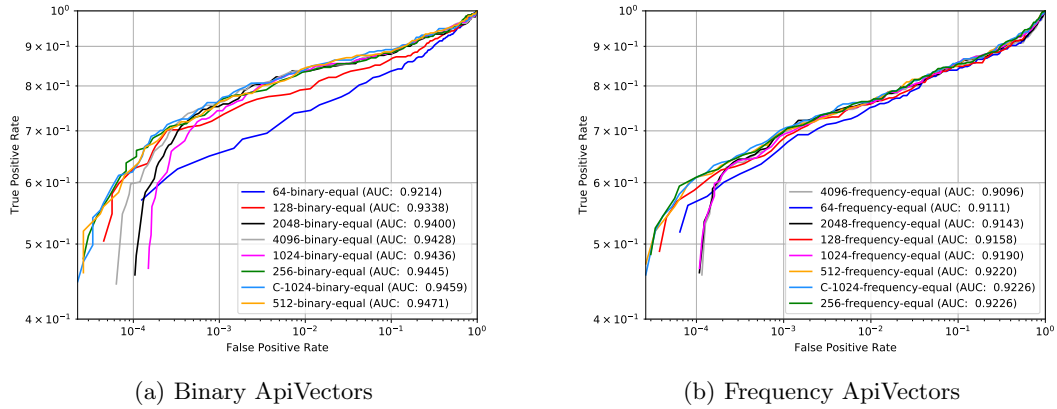 10⁰
9 × 10⁻¹
8 × 10⁻¹
7 × 10⁻¹
6 × 10⁻¹
5 × 10⁻¹
4 × 10⁻¹
True Positive Rate
64-binary-equal (AUC: 0.9214)
128-binary-equal (AUC: 0.9338)
2048-binary-equal (AUC: 0.9400)
4096-binary-equal (AUC: 0.9428)
1024-binary-equal (AUC: 0.9436)
256-binary-equal (AUC: 0.9445)
C-1024-binary-equal (AUC: 0.9459)
512-binary-equal (AUC: 0.9471)
10⁻⁴ 10⁻³ 10⁻² 10⁻¹ 10⁰
False Positive Rate
(a) Binary ApiVectors
10⁰
9 × 10⁻¹
8 × 10⁻¹
7 × 10⁻¹
6 × 10⁻¹
5 × 10⁻¹
4 × 10⁻¹
True Positive Rate
4096-frequency-equal (AUC: 0.9096)
64-frequency-equal (AUC: 0.9111)
2048-frequency-equal (AUC: 0.9143)
128-frequency-equal (AUC: 0.9158)
1024-frequency-equal (AUC: 0.9190)
512-frequency-equal (AUC: 0.9220)
C-1024-frequency-equal (AUC: 0.9226)
256-frequency-equal (AUC: 0.9226)
10⁻⁴ 10⁻³ 10⁻² 10⁻¹ 10⁰
False Positive Rate
(b) Frequency ApiVectors